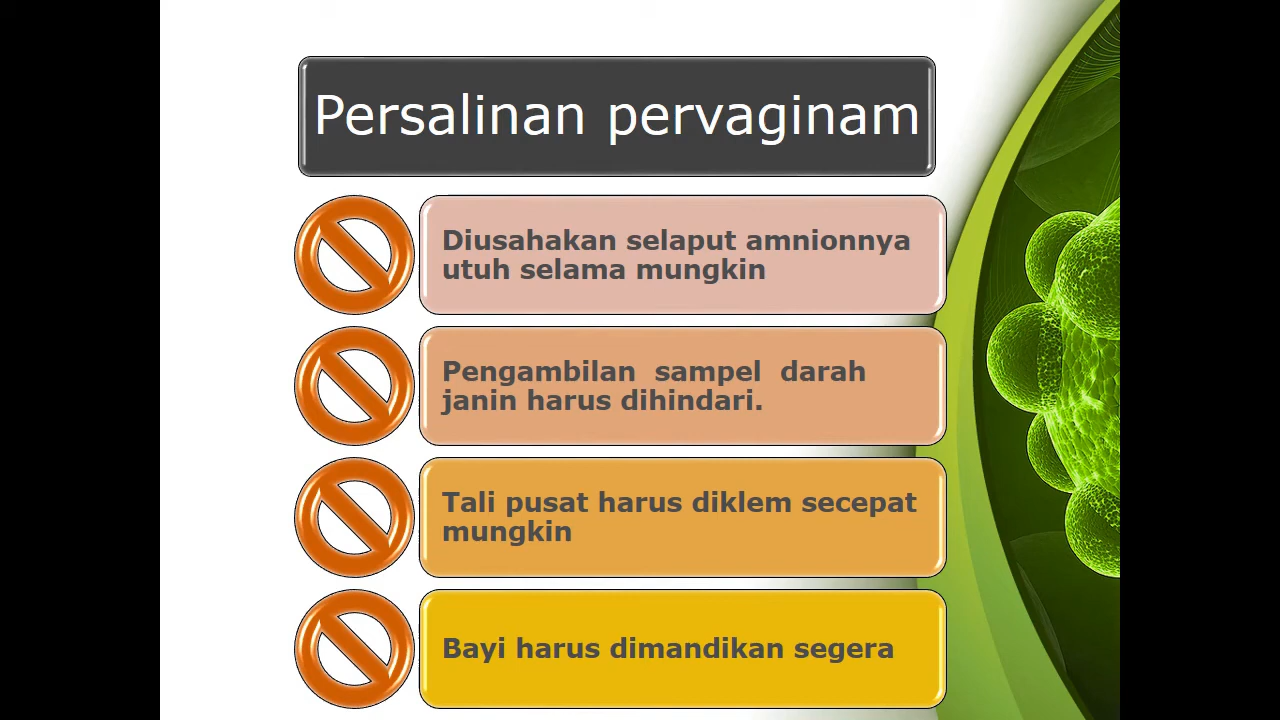 Persalinan pervaginam
Diusahakan selaput amnionnya
utuh selama mungkin
Pengambilan sampel darah
janin harus dihindari.
Tali pusat harus diklem secepat
mungkin
Bayi harus dimandikan segera